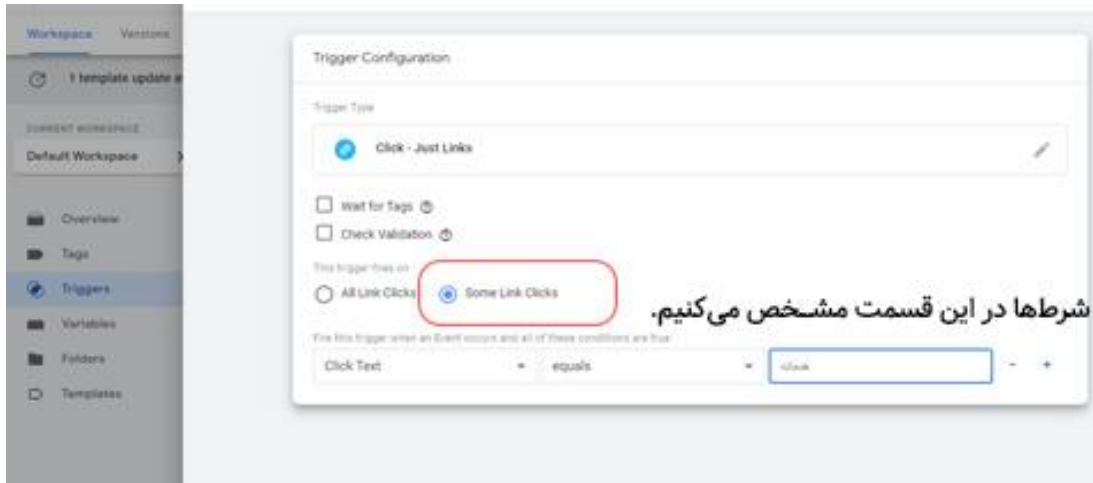 Workspace Versions
1 template update a
CURRENT WORKSPACE
Default Workspace
Overview
Tags
Triggers
Variables
Folders
Templates
Trigger Configuration
Trigger Type
Click - Just Links
Wait for Tags
Check Validation
This trigger fires on
All Link Clicks Some Link Clicks
شرط‌ها در این قسمت مشـخص می‌کنیم.
Fire this trigger when an Event occurs and all of these conditions are true
Click Text equals - +